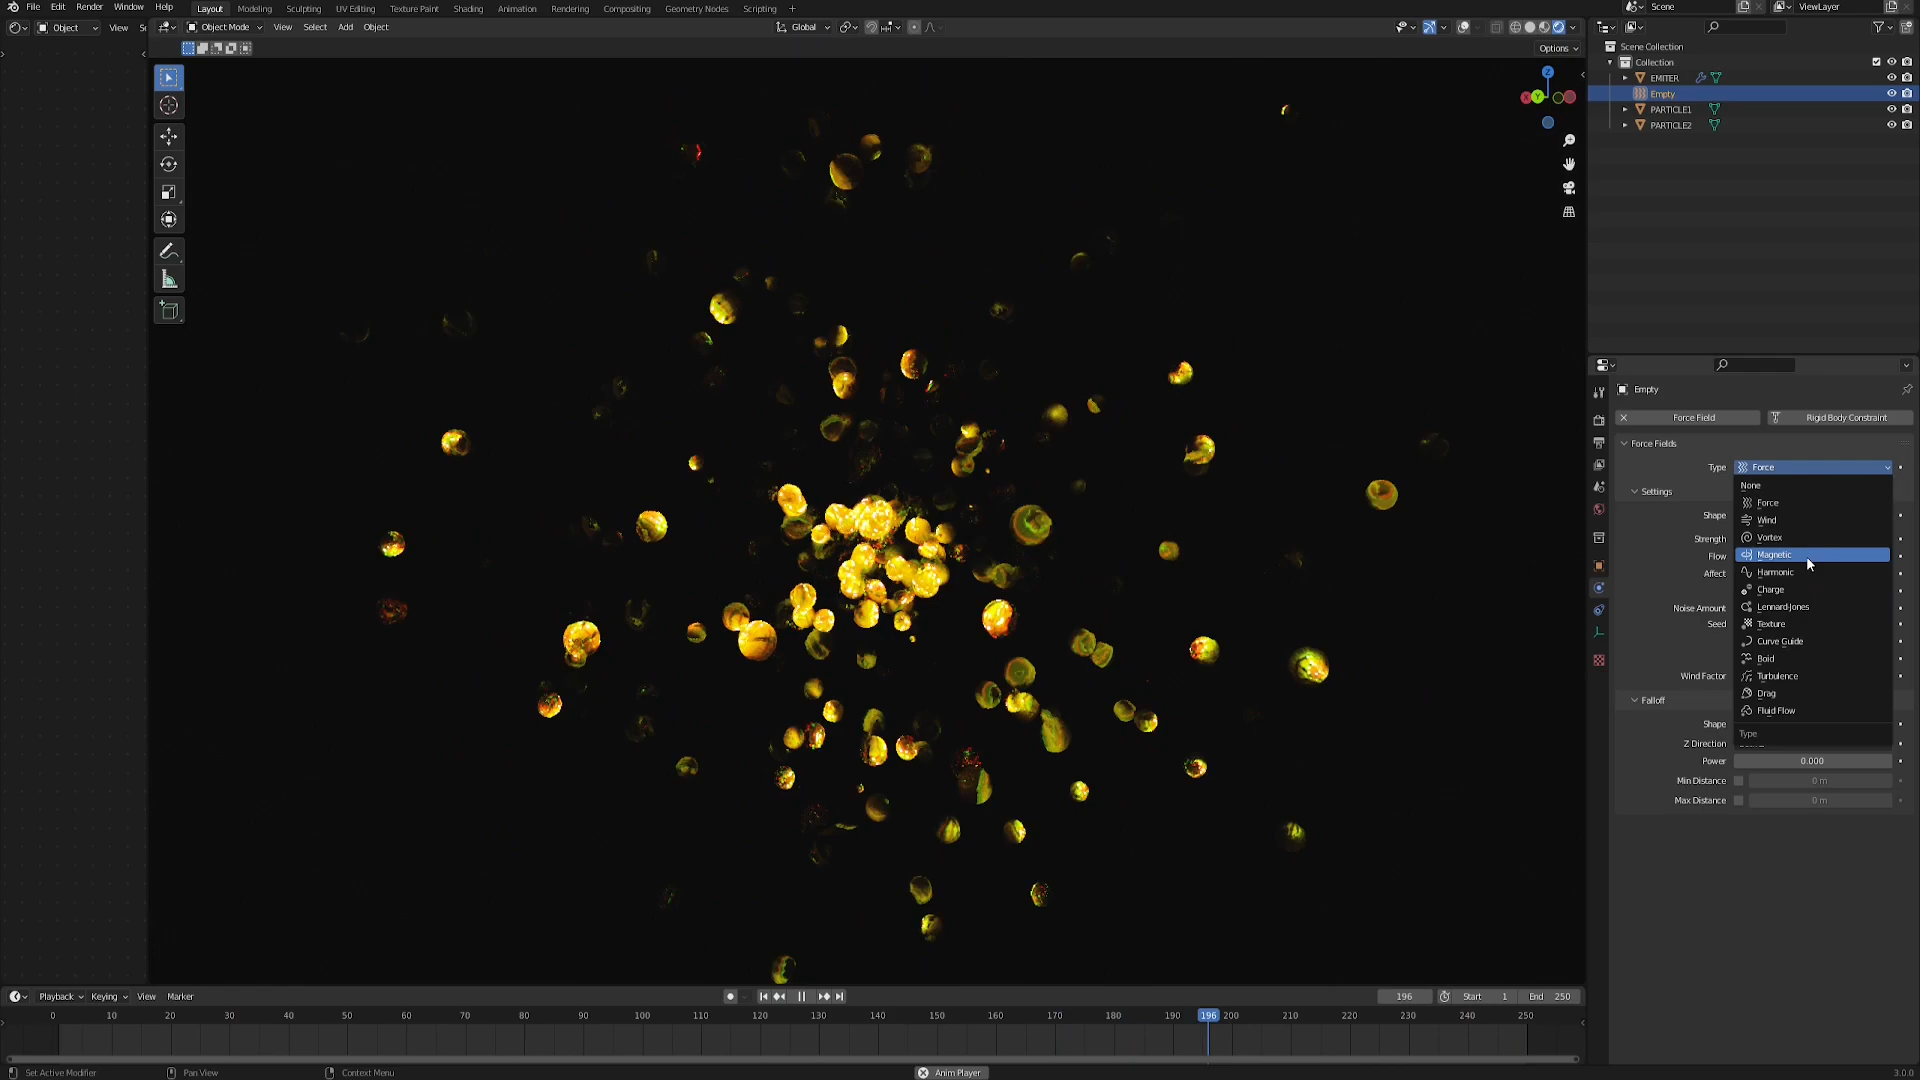 File Edit Render Window Help Layout Modeling Sculpting UV Editing Texture Paint Shading Animation Rendering Compositing Geometry Nodes Scripting +
Scene ViewLayer
Object View Object Mode View Select Add Object Global
Options
Z
X Y
Scene Collection
Collection
EMITER
Empty
PARTICLE1
PARTICLE2
Empty
Force Field Rigid Body Constraint
Force Fields
Type Force
Settings
Shape
Strength
Flow
Affect
Noise Amount
Seed
Wind Factor
Falloff
Shape
Z Direction
Power 0.000
Min Distance 0 m
Max Distance 0 m
None
Force
Wind
Vortex
Magnetic
Harmonic
Charge
Lennard-Jones
Texture
Curve Guide
Boid
Turbulence
Drag
Fluid Flow
Type
Playback Keying View Marker 196 Start 1 End 250
0 10 20 30 40 50 60 70 80 90 100 110 120 130 140 150 160 170 180 190 196 200 210 220 230 240 250
Set Active Modifier Pan View Context Menu Anim Player 3.0.0